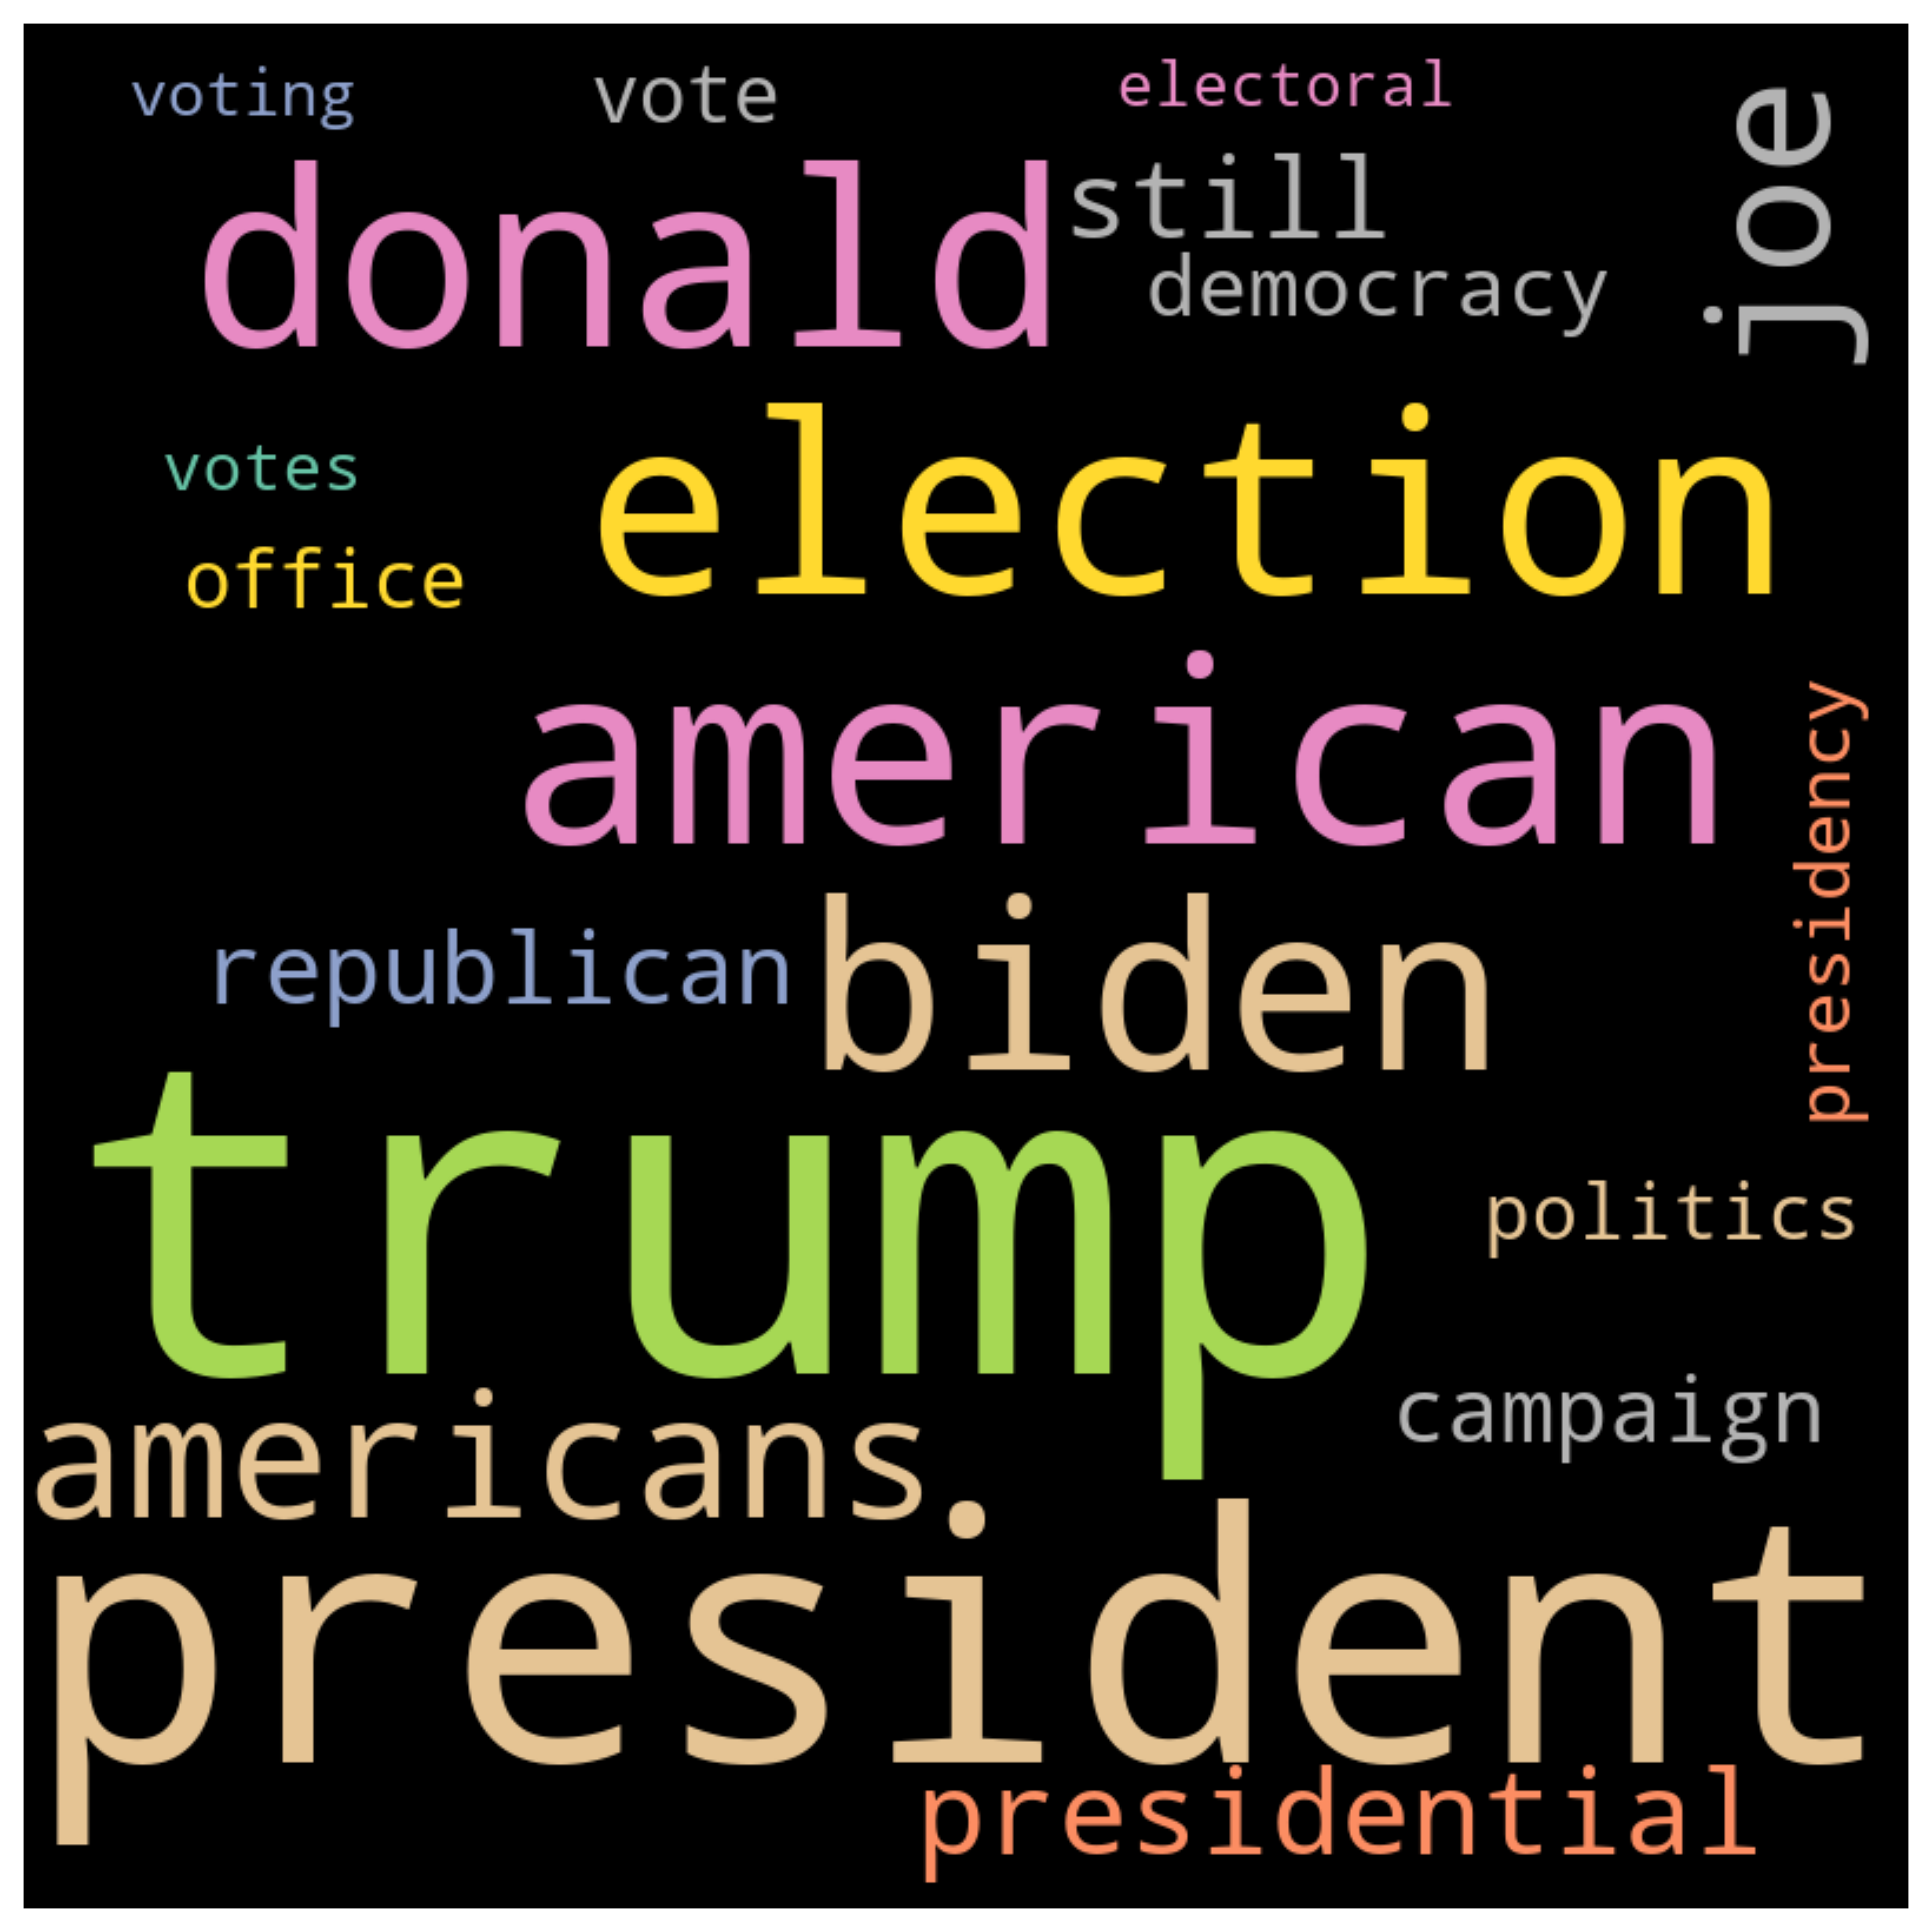 voting
vote
electoral
joe
donald
still
democracy
election
votes
office
american
presidency
republican
biden
trump
politics
campaign
americans
president
presidential